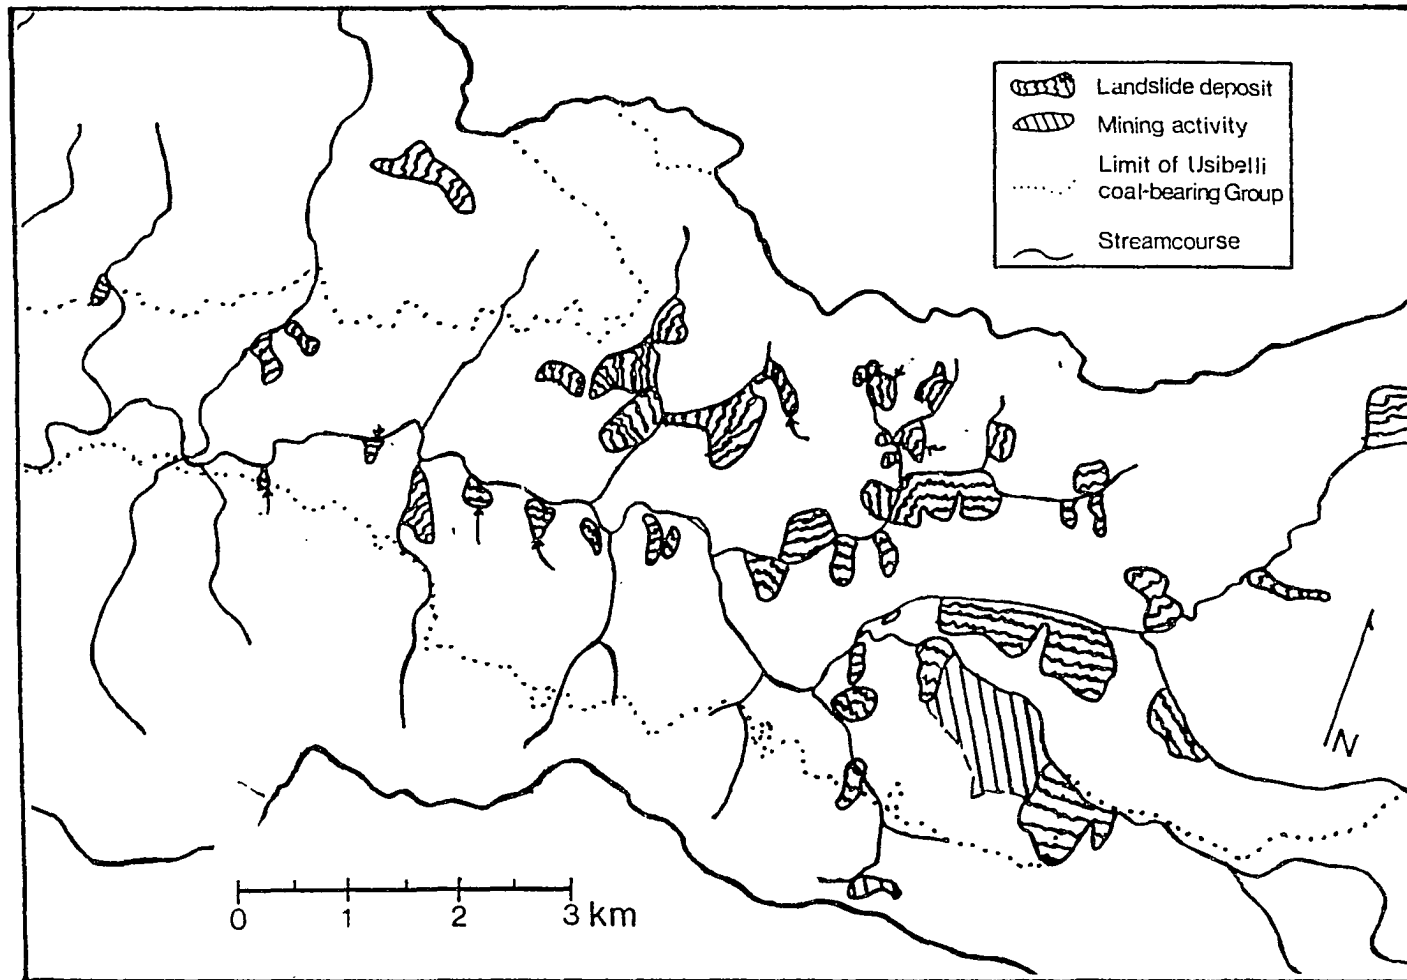 Landslide deposit
Mining activity
Limit of Usibelli
coal-bearing Group
Streamcourse
N
0 1 2 3 km